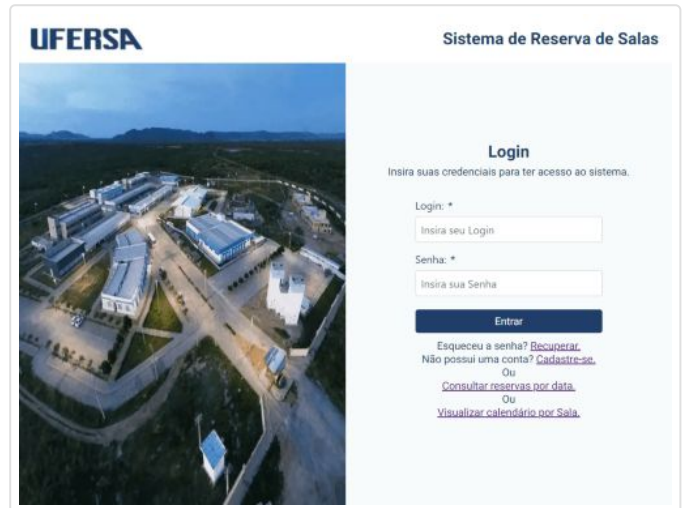 UFERSA
Sistema de Reserva de Salas
Login
Insira suas credenciais para ter acesso ao sistema.
Login: *
Insira seu Login
Senha: *
Insira sua Senha
Entrar
Esqueceu a senha? Recuperar.
Não possui uma conta? Cadastre-se.
Ou
Consultar reservas por data.
Ou
Visualizar calendário por Sala.